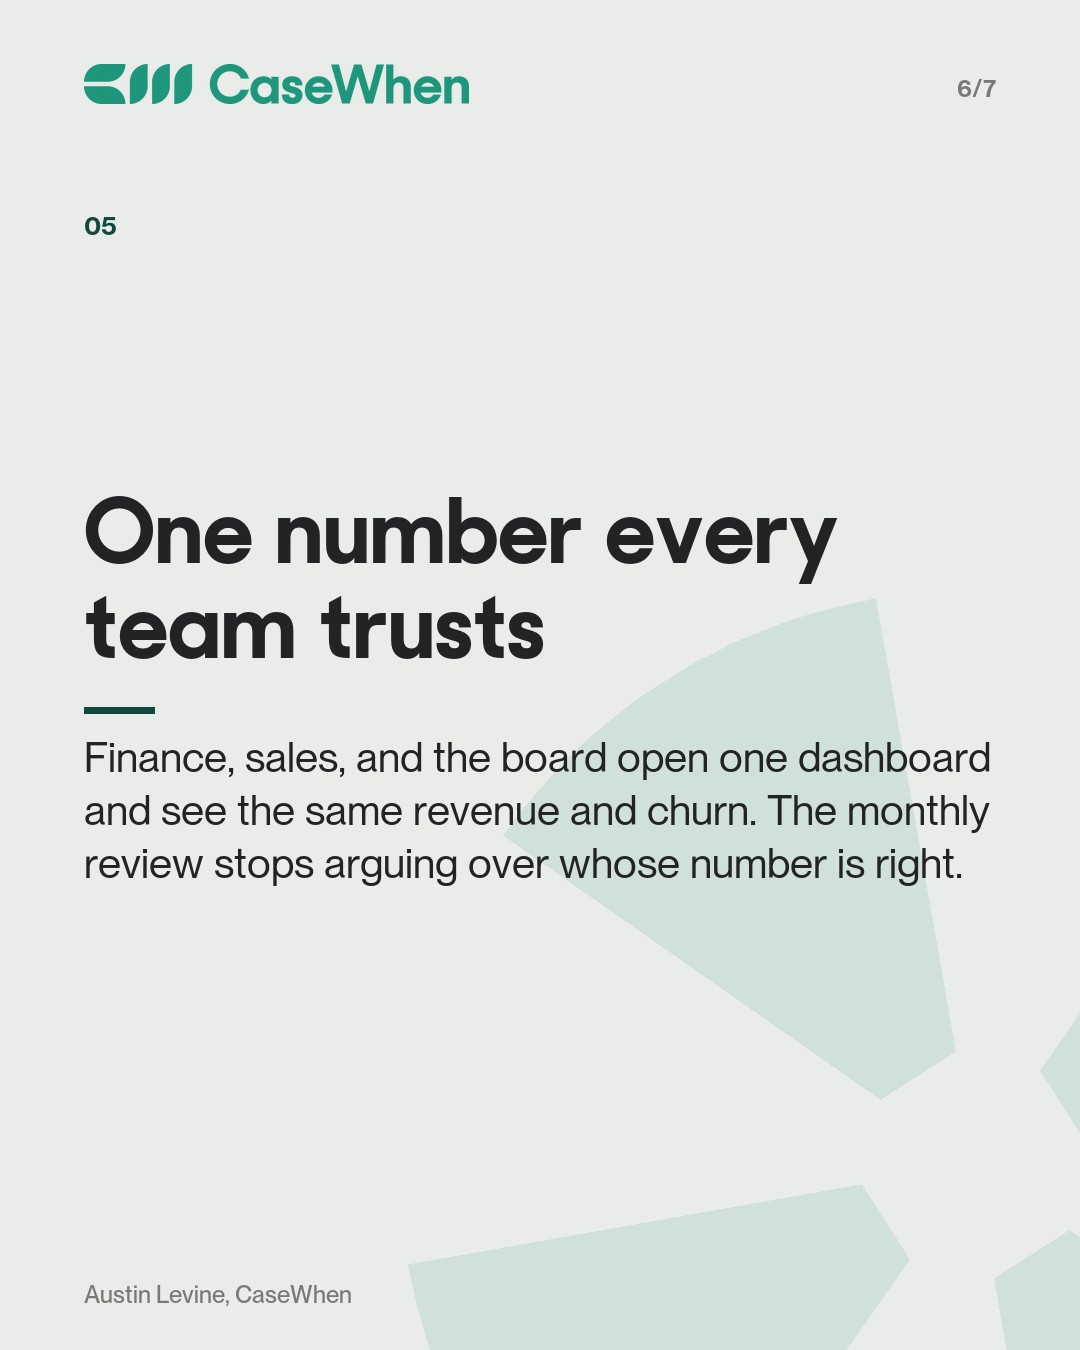 CaseWhen
6/7
05
One number every
team trusts
Finance, sales, and the board open one dashboard
and see the same revenue and churn. The monthly
review stops arguing over whose number is right.
Austin Levine, CaseWhen